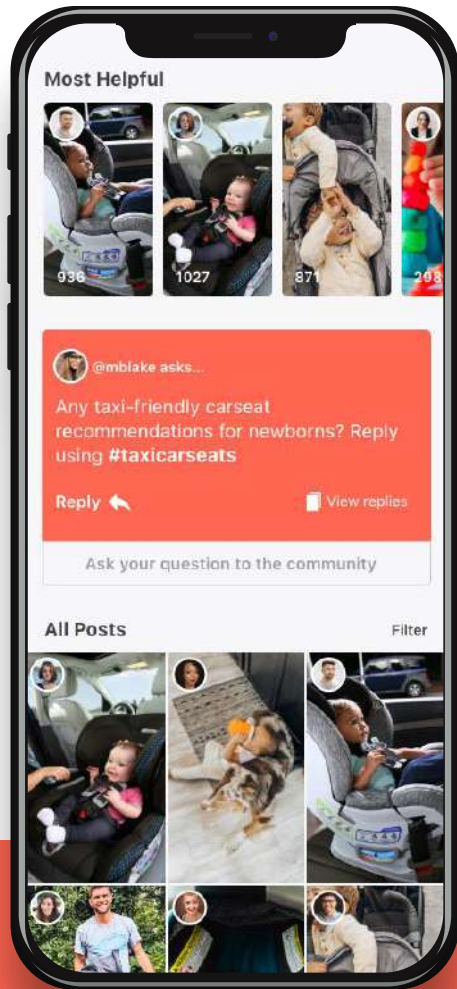 Most Helpful
936
1027
871
298
@mblake asks...
Any taxi-friendly carseat
recommendations for newborns? Reply
using #taxicarseats
Reply
View replies
Ask your question to the community
All Posts
Filter